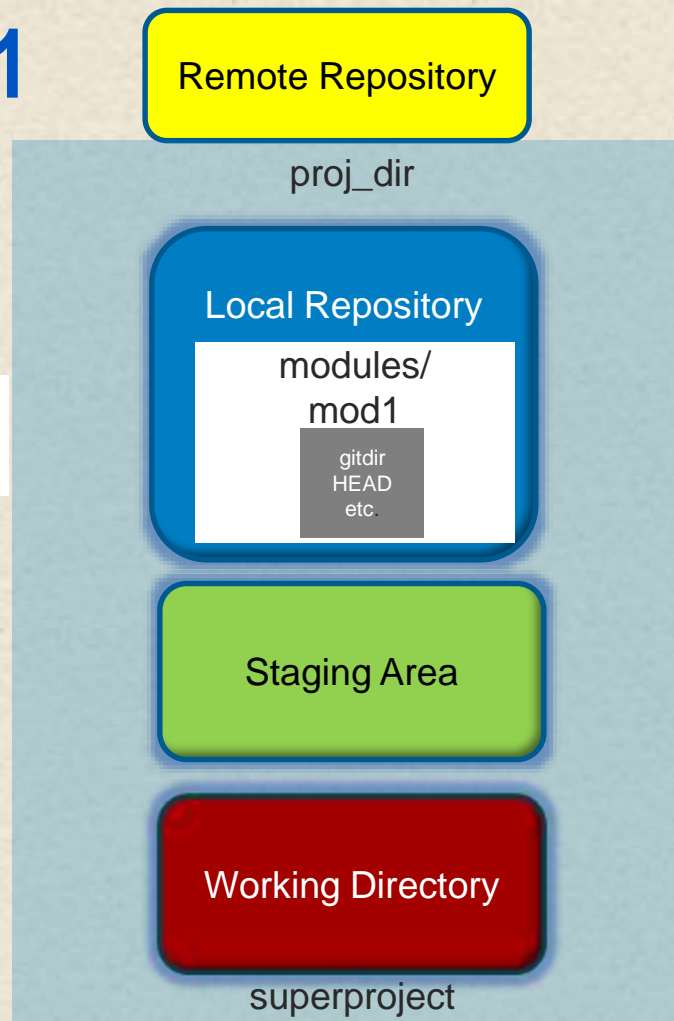 1
Remote Repository
proj_dir
Local Repository
modules/
mod1
gitdir
HEAD
etc.
Staging Area
Working Directory
superproject